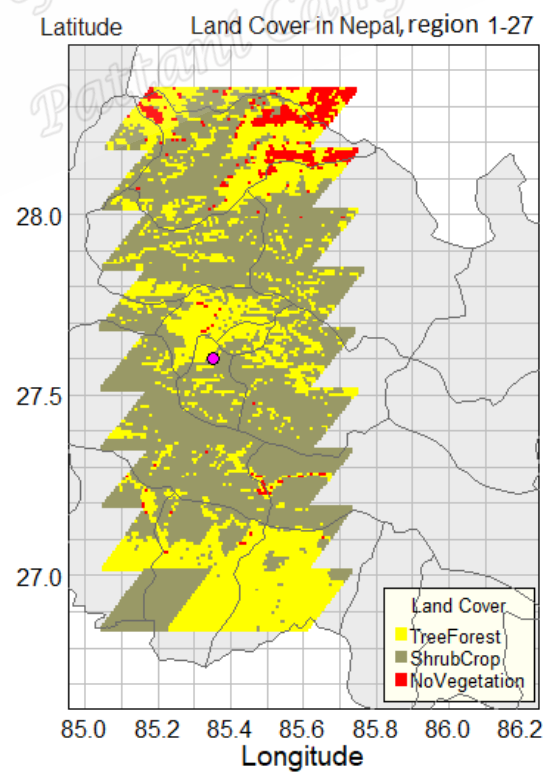 Latitude Land Cover in Nepal, region 1-27
Pattani
28.0
27.5
27.0
Land Cover
TreeForest
ShrubCrop
NoVegetation
85.0 85.2 85.4 85.6 85.8 86.0 86.2
Longitude